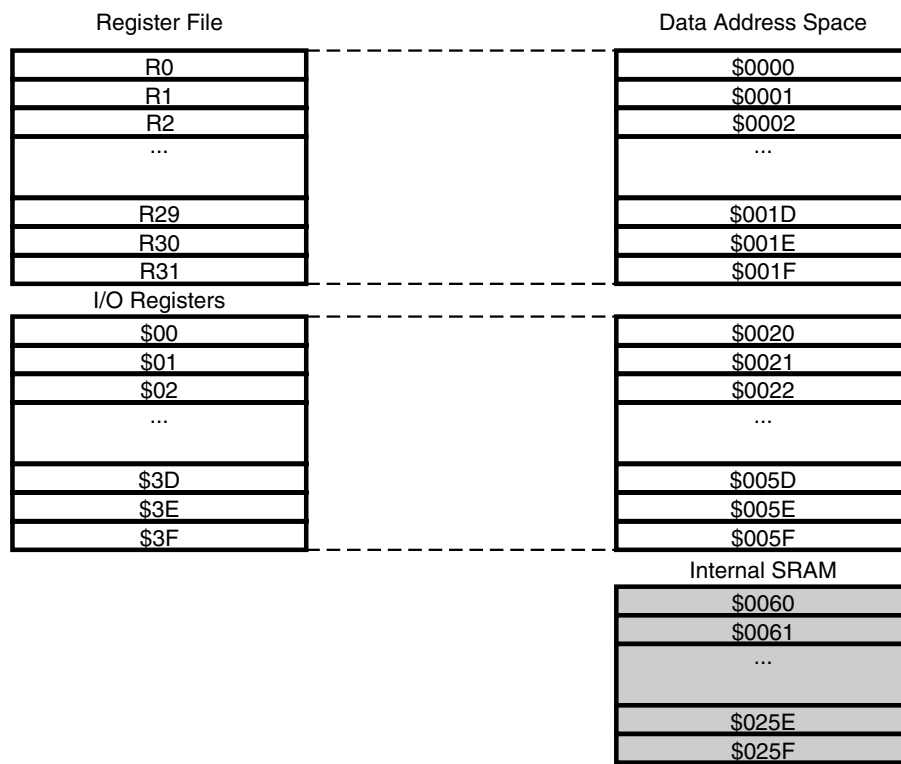 Register File
Data Address Space
R0
$0000
R1
$0001
R2
$0002
...
...
R29
$001D
R30
$001E
R31
$001F
I/O Registers
$00
$0020
$01
$0021
$02
$0022
...
...
$3D
$005D
$3E
$005E
$3F
$005F
Internal SRAM
$0060
$0061
...
$025E
$025F